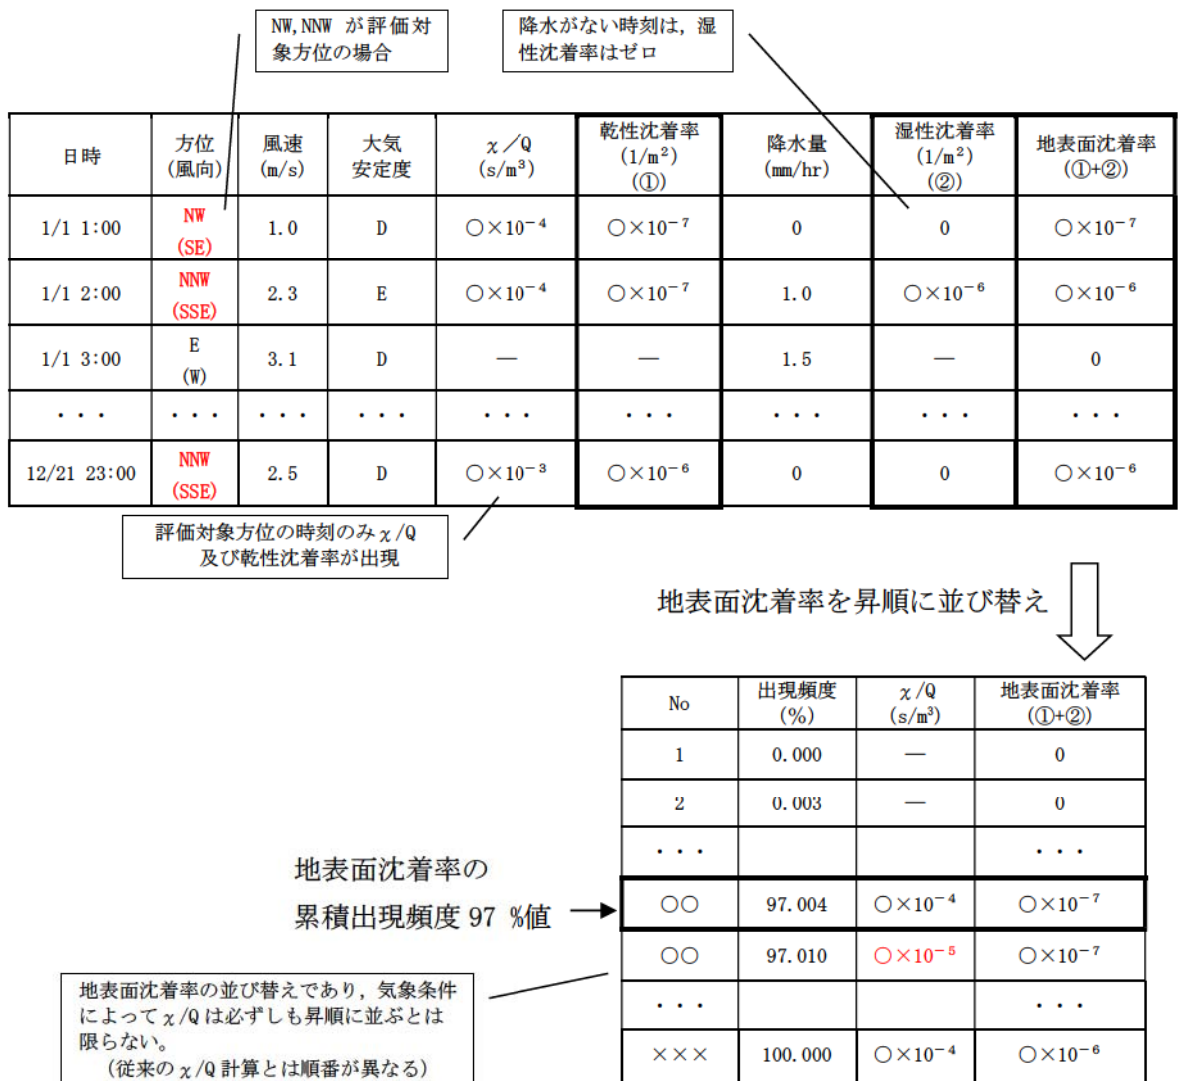 NW,NNW が評価対
象方位の場合
降水がない時刻は，湿
性沈着率はゼロ
日時 方位 (風向) 風速 (m/s) 大気 安定度 χ／Q (s/m³) 乾性沈着率 (1/m²) (①) 降水量 (mm/hr) 湿性沈着率 (1/m²) (②) 地表面沈着率 (①+②)
1/1 1:00 NW (SE) 1.0 D ○×10⁻⁴ ○×10⁻⁷ 0 0 ○×10⁻⁷
1/1 2:00 NNW (SSE) 2.3 E ○×10⁻⁴ ○×10⁻⁷ 1.0 ○×10⁻⁶ ○×10⁻⁶
1/1 3:00 E (W) 3.1 D — — 1.5 — 0
・・・ ・・・ ・・・ ・・・ ・・・ ・・・ ・・・ ・・・ ・・・
12/21 23:00 NNW (SSE) 2.5 D ○×10⁻³ ○×10⁻⁶ 0 0 ○×10⁻⁶
評価対象方位の時刻のみχ/Q
及び乾性沈着率が出現
地表面沈着率を昇順に並び替え
No 出現頻度 (%) χ/Q (s/m³) 地表面沈着率 (①+②)
1 0.000 — 0
2 0.003 — 0
・・・ ・・・
○○ 97.004 ○×10⁻⁴ ○×10⁻⁷
○○ 97.010 ○×10⁻⁵ ○×10⁻⁷
・・・ ・・・
××× 100.000 ○×10⁻⁴ ○×10⁻⁶
地表面沈着率の
累積出現頻度 97 %値
地表面沈着率の並び替えであり，気象条件
によってχ/Qは必ずしも昇順に並ぶとは
限らない。
（従来のχ/Q計算とは順番が異なる）